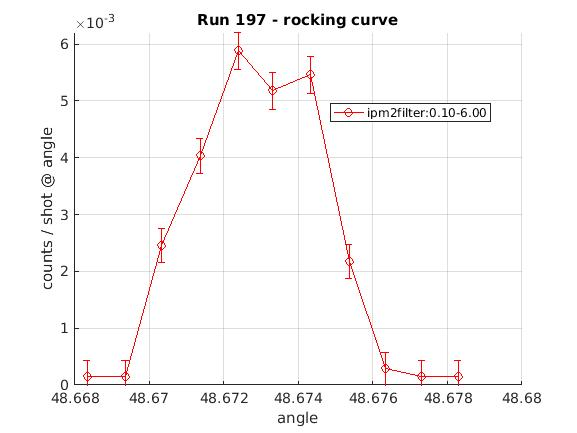 Run 197 - rocking curve
×10-3
6
5
4
3
2
1
0
counts / shot @ angle
ipm2filter:0.10-6.00
48.668 48.67 48.672 48.674 48.676 48.678 48.68
angle